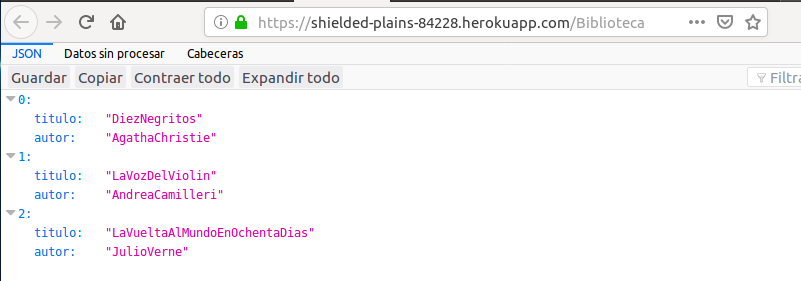 https://shielded-plains-84228.herokuapp.com/Biblioteca
JSON Datos sin procesar Cabeceras
Guardar Copiar Contraer todo Expandir todo Filtra
0:
titulo: "DiezNegritos"
autor: "AgathaChristie"
1:
titulo: "LaVozDelViolin"
autor: "AndreaCamilleri"
2:
titulo: "LaVueltaAlMundoEnOchentaDias"
autor: "JulioVerne"